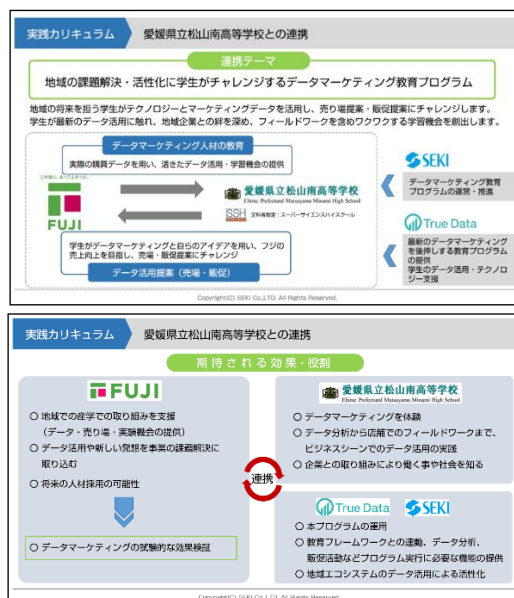 実践カリキュラム
愛媛県立松山南高等学校との連携
連携テーマ
地域の課題解決・活性化に学生がチャレンジするデータマーケティング教育プログラム
地域の将来を担う学生がテクノロジーとマーケティングデータを活用し、売り場提案・販促提案にチャレンジします。
学生が最新のデータ活用に触れ、地域企業との絆を深め、フィールドワークを含めワクワクする学習機会を創出します。
データマーケティング人材の教育
実際の購買データを用い、活きたデータ活用・学習機会の提供
この街に、あってよかった。
FUJI
愛媛県立松山南高等学校
Ehime Prefectural Matsuyama Minami High School
SSH 文科省指定:スーパーサイエンスハイスクール
学生がデータマーケティングと自らのアイデアを用い、フジの
売上向上を目指し、売場・販促提案にチャレンジ
データ活用提案(売場・販促)
SEKI
データマーケティング教育
プログラムの運営・推進
True Data
最新のデータマーケティング
を後押しする教育プログラム
の提供
学生のデータ活用・テクノロ
ジー支援
Copyright(C) SEKI Co.,LTD. All Rights Reserved.
実践カリキュラム
愛媛県立松山南高等学校との連携
期待される効果・役割
FUJI
○ 地域での産学での取り組みを支援
(データ・売り場・実験機会の提供)
○ データ活用や新しい発想を事業の課題解決に
取り込む
○ 将来の人材採用の可能性
○ データマーケティングの試験的な効果検証
連携
愛媛県立松山南高等学校
Ehime Prefectural Matsuyama Minami High School
○ データマーケティングを体験
○ データ分析から店舗でのフィールドワークまで、
ビジネスシーンでのデータ活用の実践
○ 企業との取り組みにより働く事や社会を知る
True Data SEKI
○ 本プログラムの運用
○ 教育フレームワークとの連動、データ分析、
販促活動などプログラム実行に必要な機能の提供
○ 地域エコシステムのデータ活用による活性化
Copyright(C) SEKI Co.,LTD. All Rights Reserved.